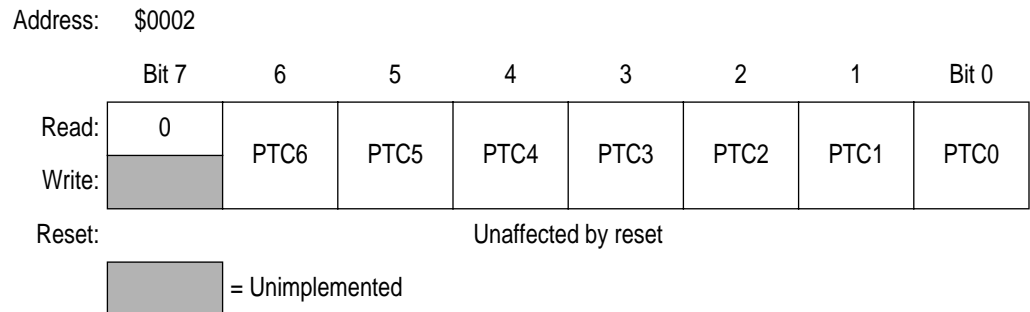 Address: $0002
Bit 7 6 5 4 3 2 1 Bit 0
Read: 0
PTC6 PTC5 PTC4 PTC3 PTC2 PTC1 PTC0
Write:
Reset: Unaffected by reset
= Unimplemented